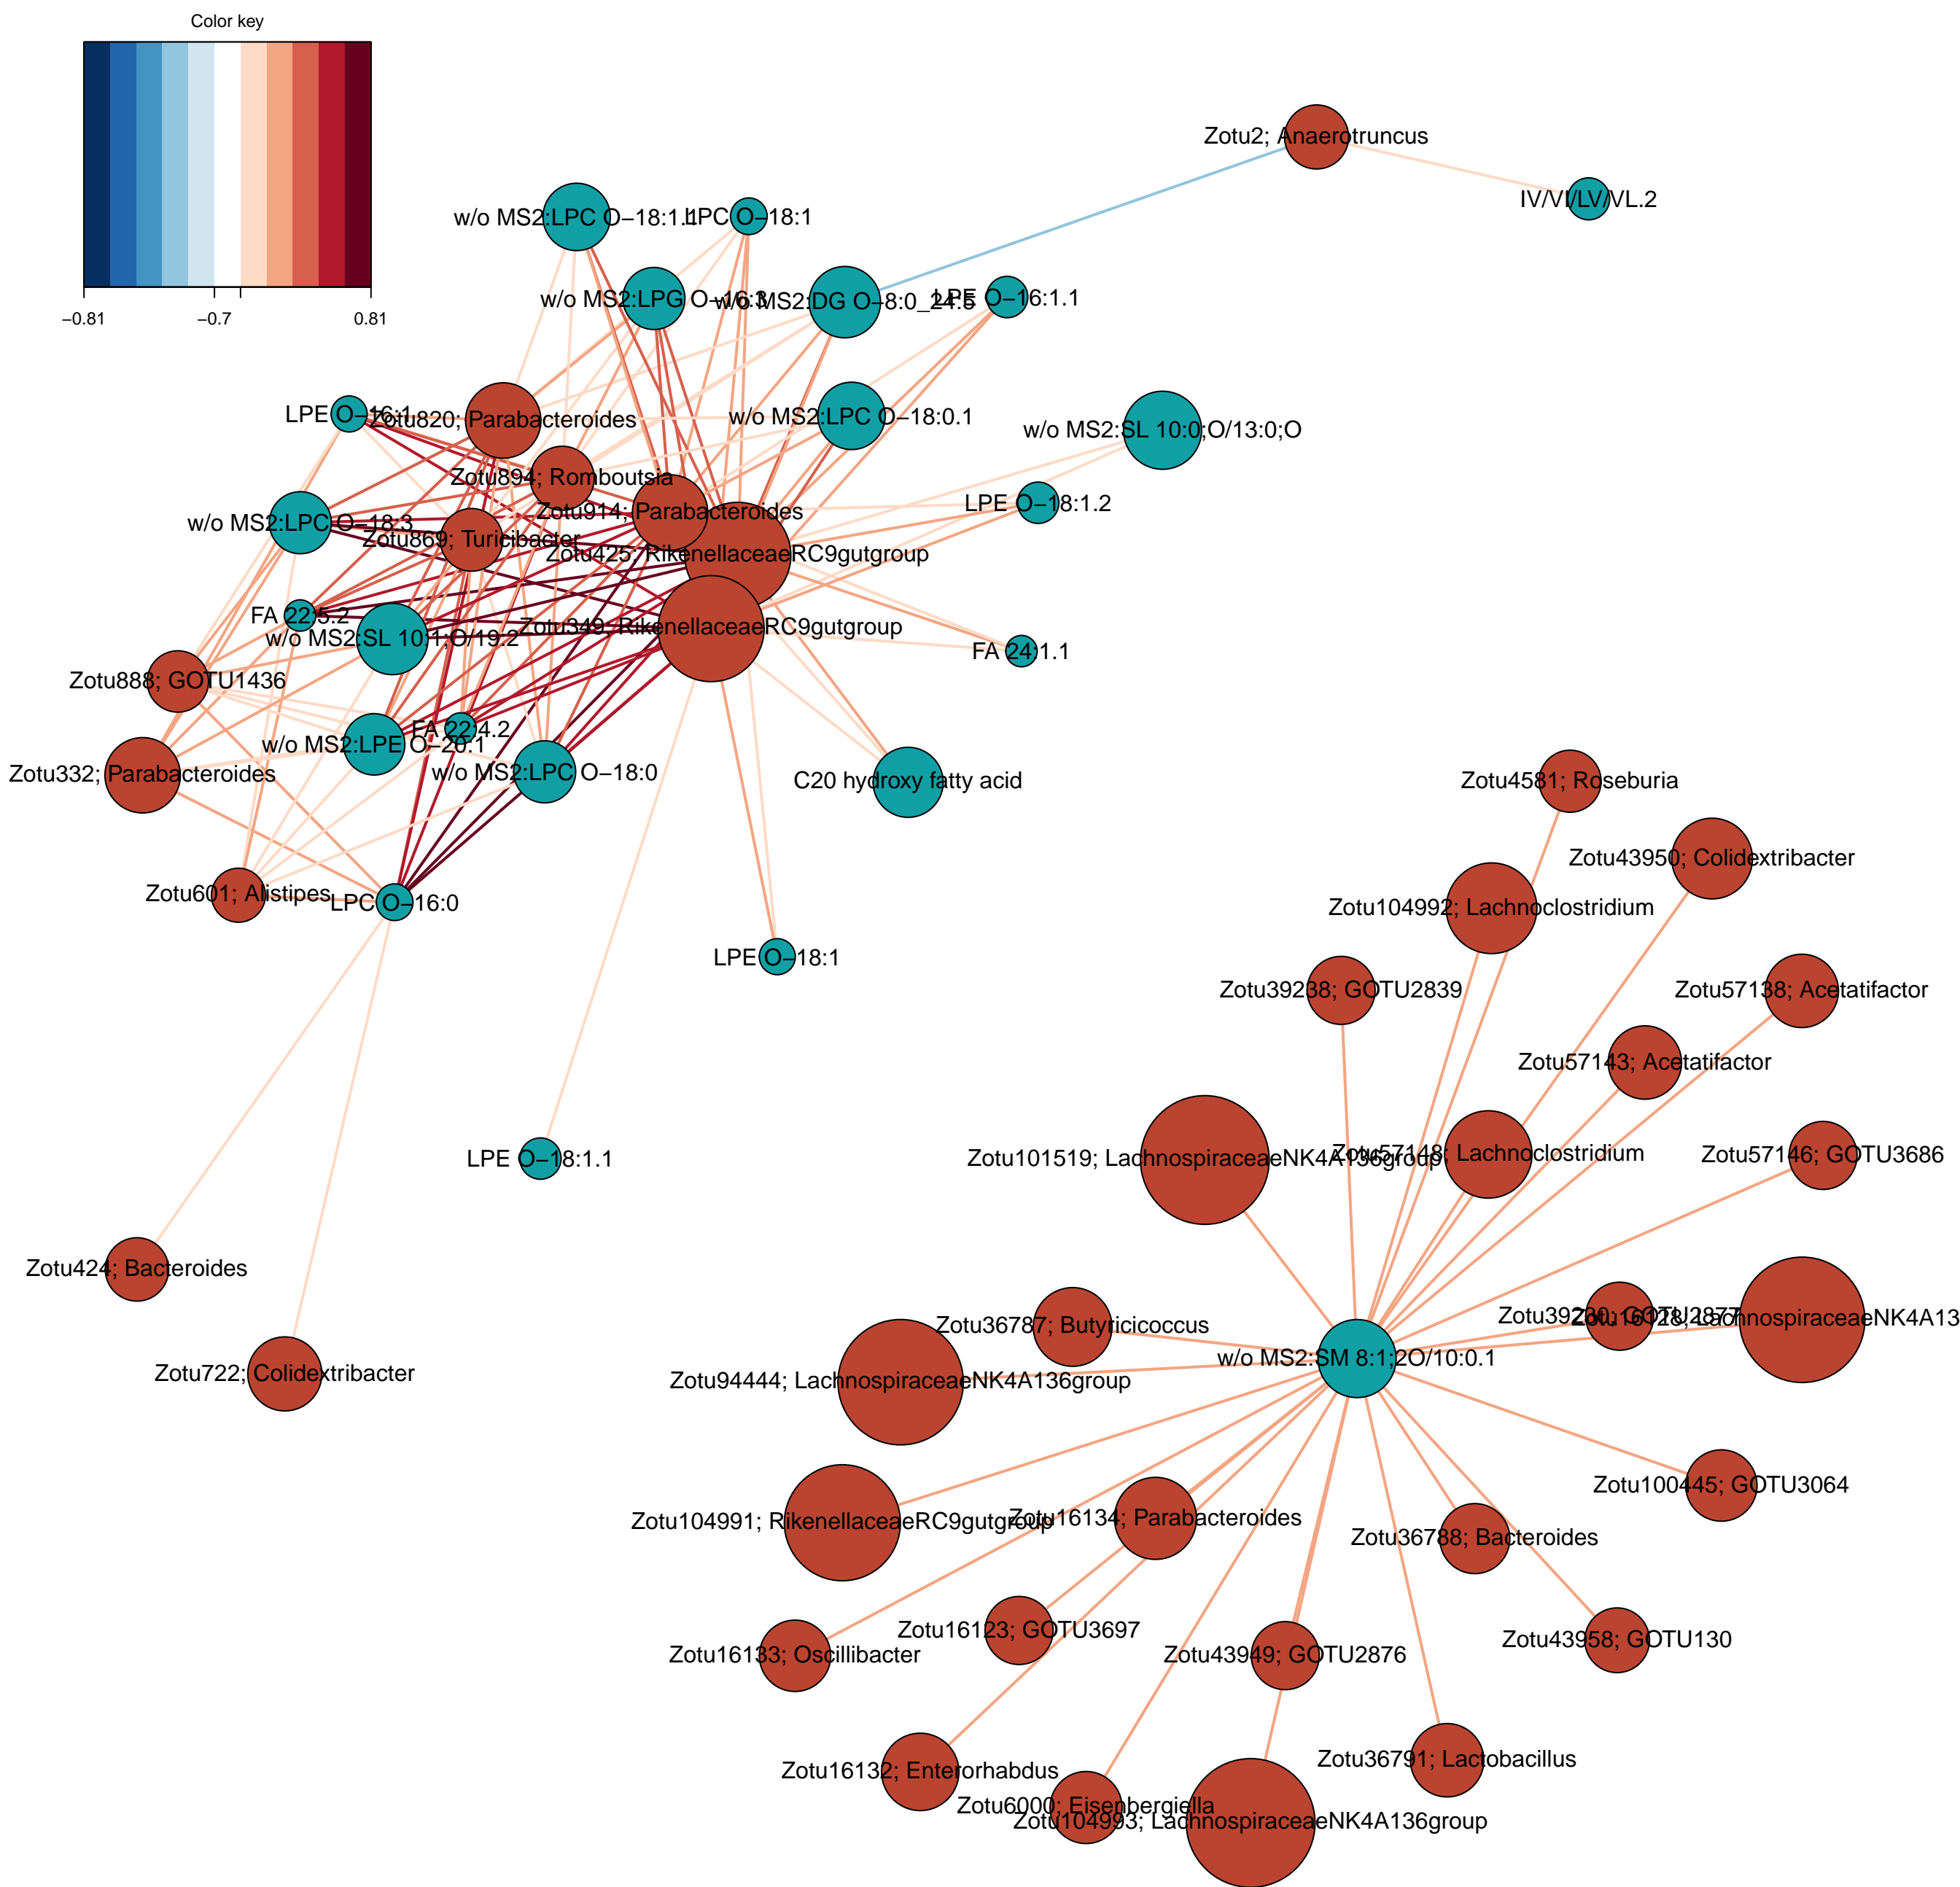 Color key
−0.81
−0.7
0.81
Zotu2; Anaerotruncus
IV/VI/LV/VL.2
w/o MS2:LPC O−18:1.1
LPC O−18:1
w/o MS2:LPG O−16:3
w/o MS2:DG O−8:0_24:5
LPE O−16:1.1
LPE O−16:1
Zotu820; Parabacteroides
w/o MS2:LPC O−18:0.1
w/o MS2:SL 10:0;O/13:0;O
Zotu894; Romboutsia
LPE O−18:1.2
Zotu914; Parabacteroides
w/o MS2:LPC O−18:3
Zotu869; Turicibacter
Zotu425; RikenellaceaeRC9gutgroup
FA 22:5.2
Zotu349; RikenellaceaeRC9gutgroup
w/o MS2:SL 10:1;O/19:2
FA 24:1.1
Zotu888; GOTU1436
FA 22:4.2
w/o MS2:LPE O−20:1
Zotu332; Parabacteroides
w/o MS2:LPC O−18:0
C20 hydroxy fatty acid
Zotu4581; Roseburia
Zotu43950; Colidextribacter
Zotu601; Alistipes
LPC O−16:0
Zotu104992; Lachnoclostridium
LPE O−18:1
Zotu39238; GOTU2839
Zotu57138; Acetatifactor
Zotu57143; Acetatifactor
LPE O−18:1.1
Zotu101519; LachnospiraceaeNK4A136group
Zotu57148; Lachnoclostridium
Zotu57146; GOTU3686
Zotu424; Bacteroides
Zotu36787; Butyricicoccus
Zotu39230; GOTU2877
Zotu16128; LachnospiraceaeNK4A13
w/o MS2:SM 8:1;2O/10:0.1
Zotu722; Colidextribacter
Zotu94444; LachnospiraceaeNK4A136group
Zotu100445; GOTU3064
Zotu104991; RikenellaceaeRC9gutgroup
Zotu16134; Parabacteroides
Zotu36788; Bacteroides
Zotu16123; GOTU3697
Zotu43958; GOTU130
Zotu16133; Oscillibacter
Zotu43949; GOTU2876
Zotu36791; Lactobacillus
Zotu16132; Enterorhabdus
Zotu6000; Eisenbergiella
Zotu104993; LachnospiraceaeNK4A136group